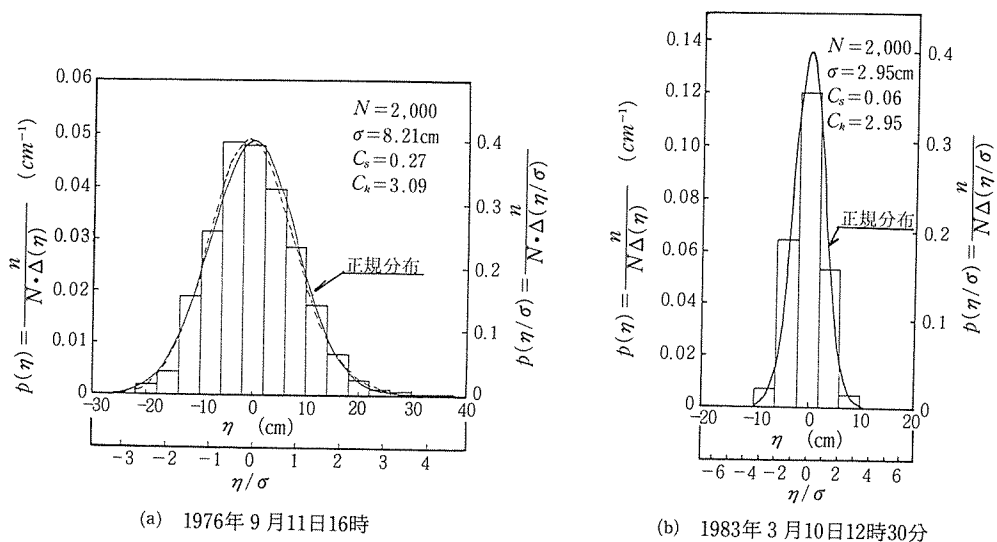 0.06
0.05
0.04
0.03
0.02
0.01
0
p(η)=n/N•Δ(η) (cm⁻¹)
N=2,000
σ=8.21cm
Cₛ=0.27
Cₖ=3.09
正規分布
0.4
0.3
0.2
0.1
0
p(η/σ)=n/N•Δ(η/σ)
-30 -20 -10 0 10 20 30 40
η (cm)
-3 -2 -1 0 1 2 3 4
η/σ
(a) 1976年9月11日16時
0.14
0.12
0.10
0.08
0.06
0.04
0.02
0
p(η)=n/NΔ(η) (cm⁻¹)
N=2,000
σ=2.95cm
Cₛ=0.06
Cₖ=2.95
正規分布
0.4
0.3
0.2
0.1
0
p(η/σ)=n/NΔ(η/σ)
-20 -10 0 10 20
η (cm)
-6 -4 -2 0 2 4 6
η/σ
(b) 1983年3月10日12時30分